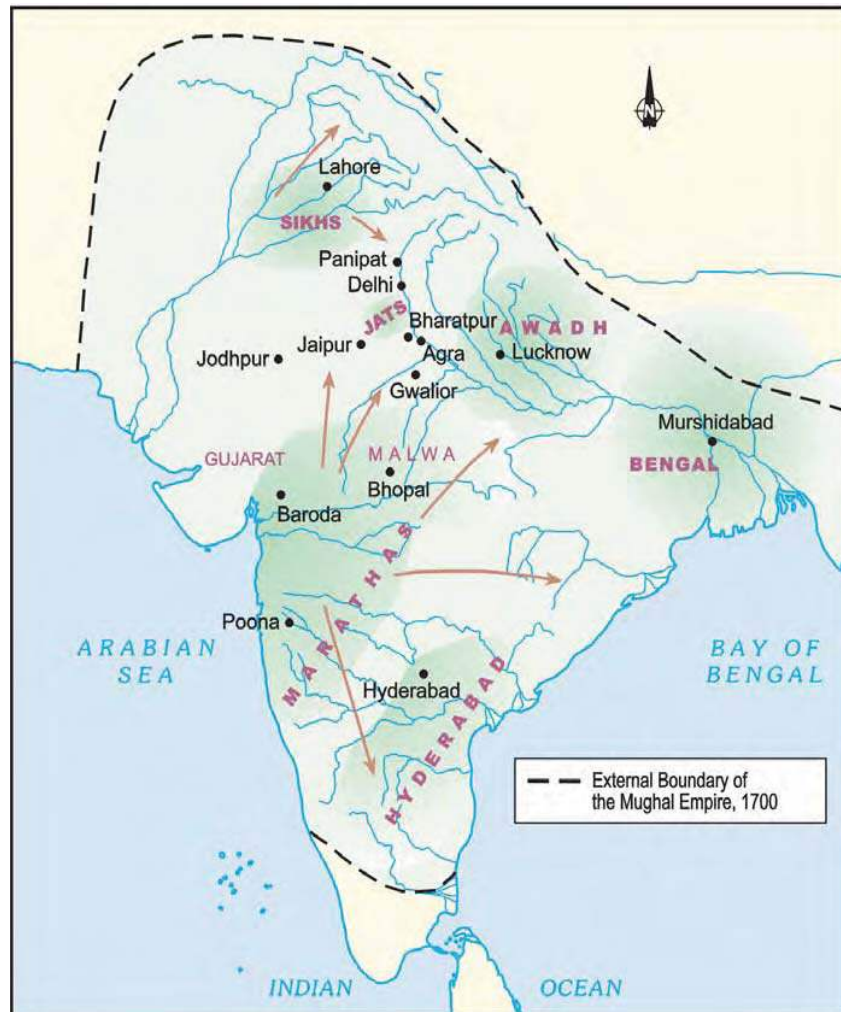 N
Lahore
SIKHS
Panipat
Delhi
JATS
Bharatpur
AWADH
Jaipur
Agra
Lucknow
Jodhpur
Gwalior
Murshidabad
GUJARAT
MALWA
BENGAL
Bhopal
Baroda
MARATHAS
Poona
ARABIAN
SEA
BAY OF
BENGAL
Hyderabad
HYDERABAD
External Boundary of
the Mughal Empire, 1700
INDIAN OCEAN